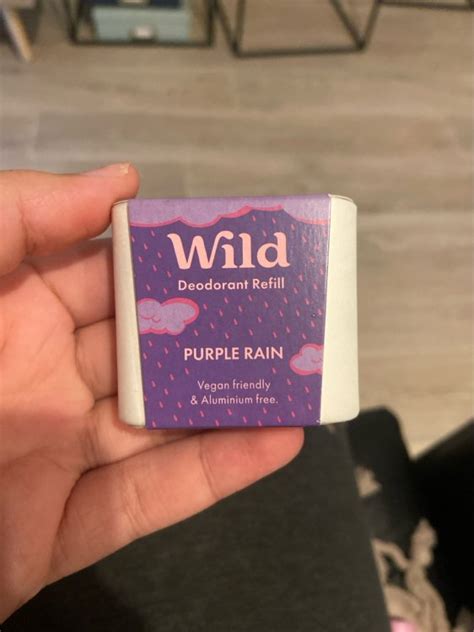 Wild
Deodorant Refill
PURPLE RAIN
Vegan friendly
& Aluminium free.